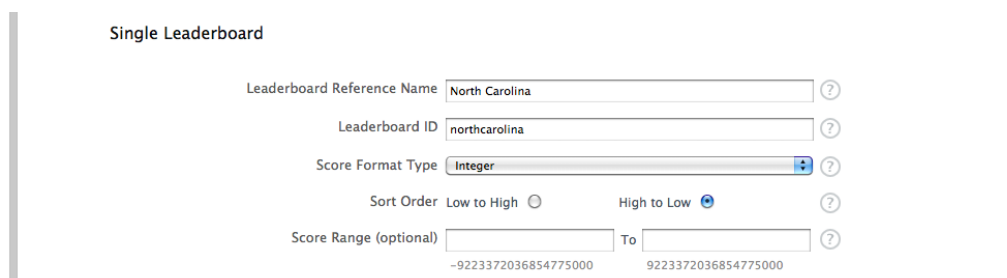 Single Leaderboard
Leaderboard Reference Name North Carolina ?
Leaderboard ID northcarolina ?
Score Format Type Integer ?
Sort Order Low to High High to Low ?
Score Range (optional) To ?
-9223372036854775000 9223372036854775000